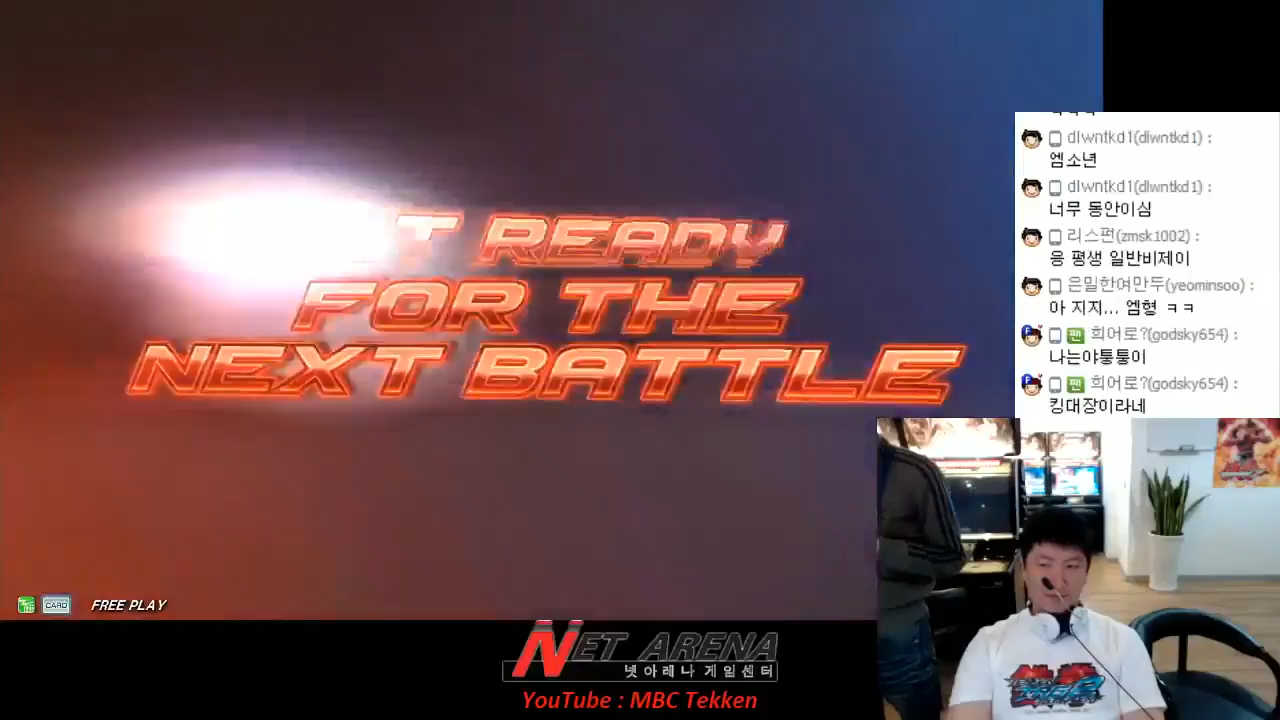 T READY
FOR THE
NEXT BATTLE
dlwntkd1(dlwntkd1) :
엠소년
dlwntkd1(dlwntkd1) :
너무 동안이심
리스펀(zmsk1002) :
응 평생 일반비제이
은밀한여만두(yeominsoo) :
아 지지... 엠형 ㅋㅋ
팬 희어로?(godsky654) :
나는야통통이
팬 희어로?(godsky654) :
킹대장이라네
CARD FREE PLAY
NET ARENA
넷아레나 게임센터
YouTube : MBC Tekken